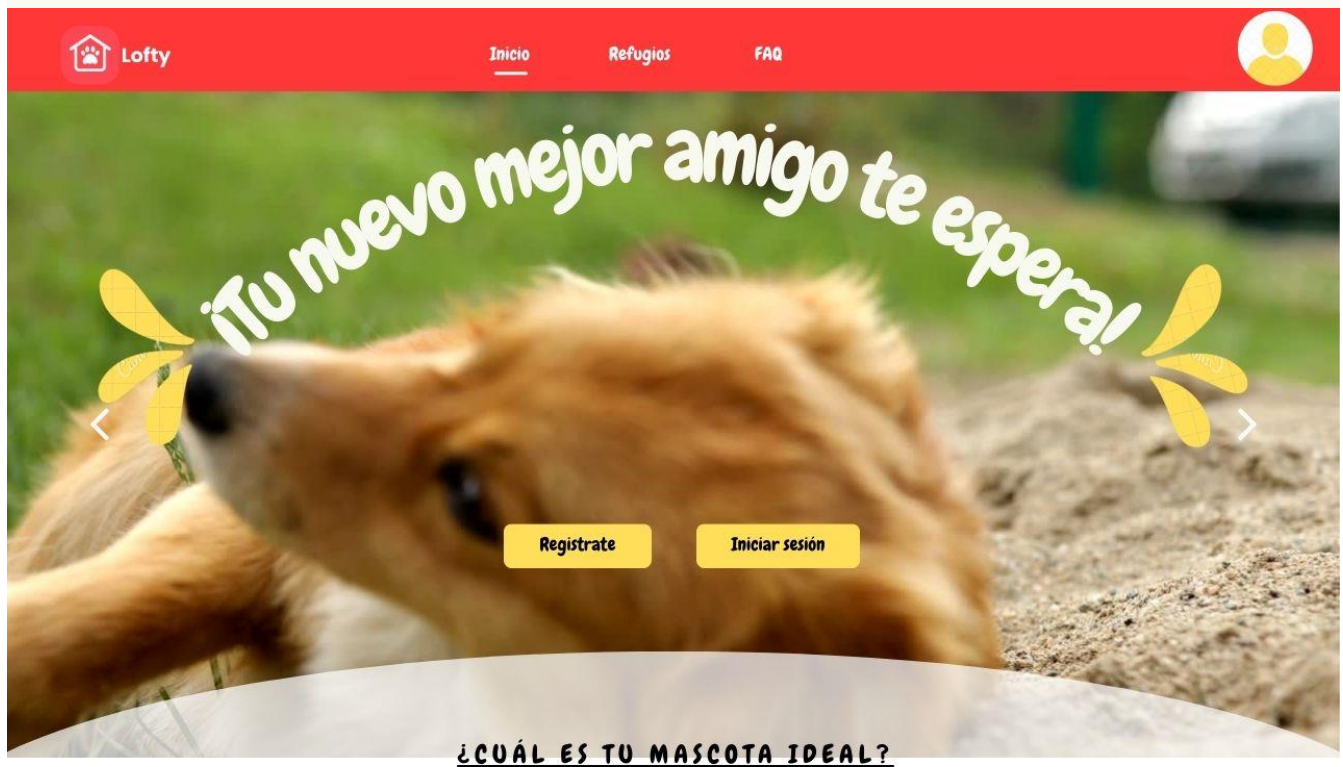 Lofty
Inicio
Refugios
FAQ
¡Tu nuevo mejor amigo te espera!
Registrate
Iniciar sesión
¿CUÁL ES TU MASCOTA IDEAL?